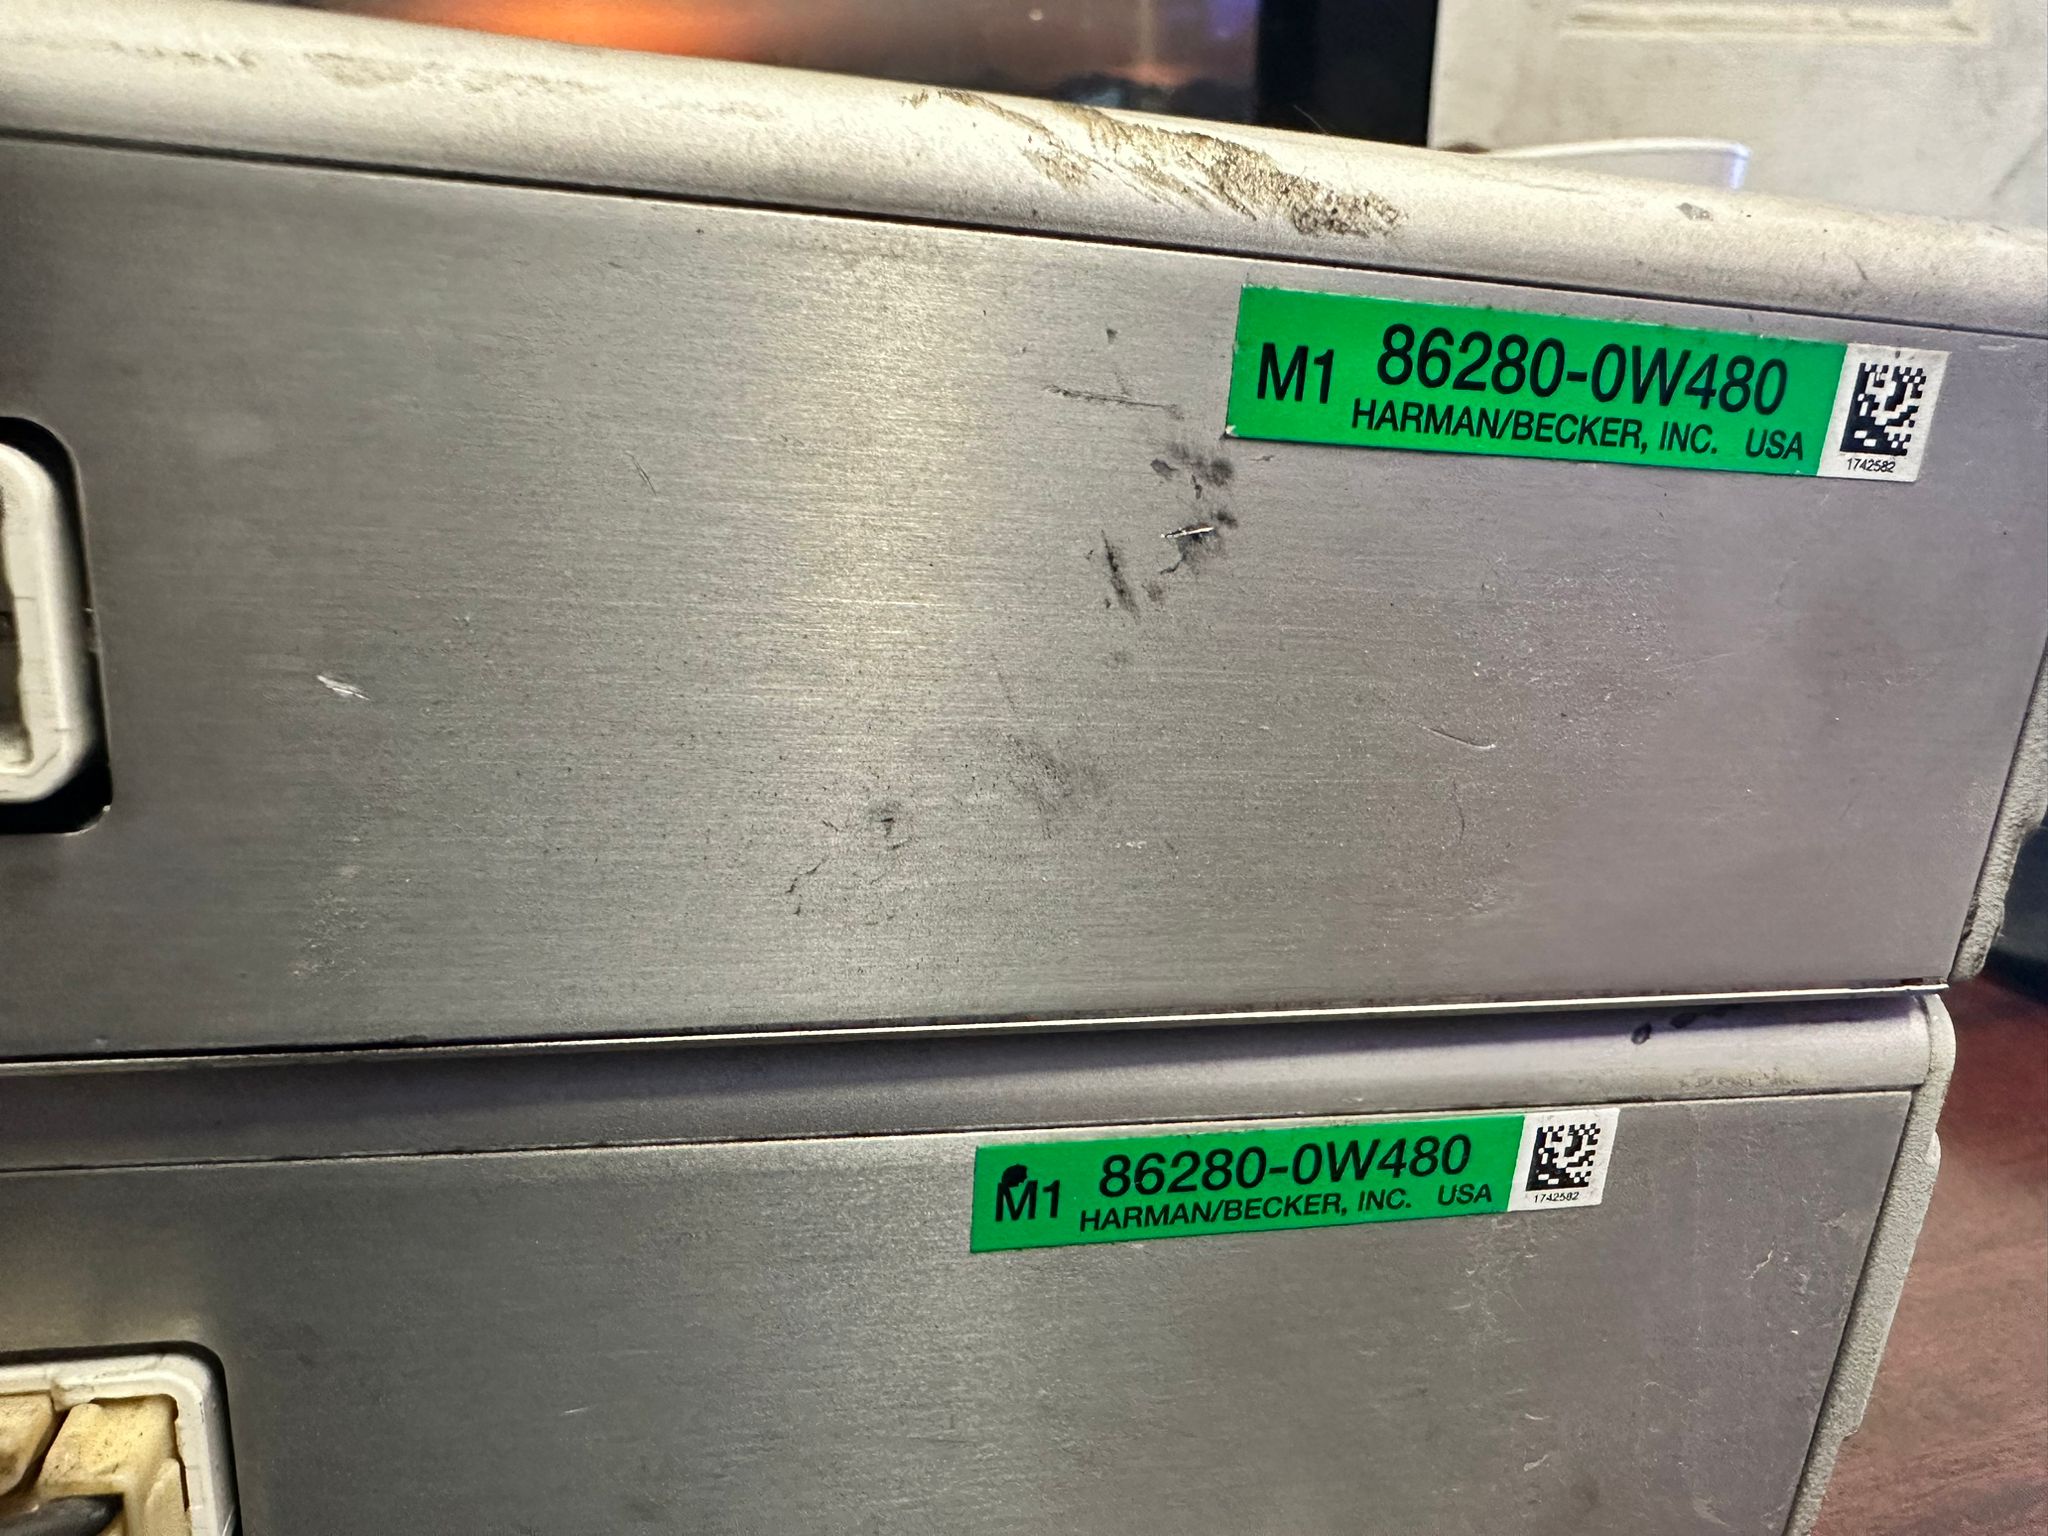 M1 86280-0W480
HARMAN/BECKER, INC. USA
1742582
M1 86280-0W480
HARMAN/BECKER, INC. USA
1742582